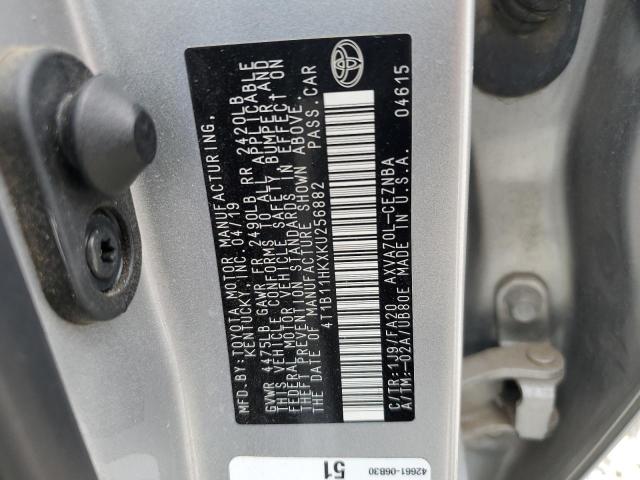 MFD.BY:TOYOTA MOTOR MANUFACTURING,
KENTUCKY, INC. 04/19
GVWR 4475LB GAWR FR 2490LB RR 2420LB
THIS VEHICLE CONFORMS TO ALL APPLICABLE
FEDERAL MOTOR VEHICLE SAFETY, BUMPER, AND
THEFT PREVENTION STANDARDS IN EFFECT ON
THE DATE OF MANUFACTURE SHOWN ABOVE.
4T1B11HKXKU256882 PASS.CAR
C/TR:1J9/FA20 AXVA70L-CEZNBA
A/TM:-02A/UB80E MADE IN U.S.A. 04615
51
42661-06B30